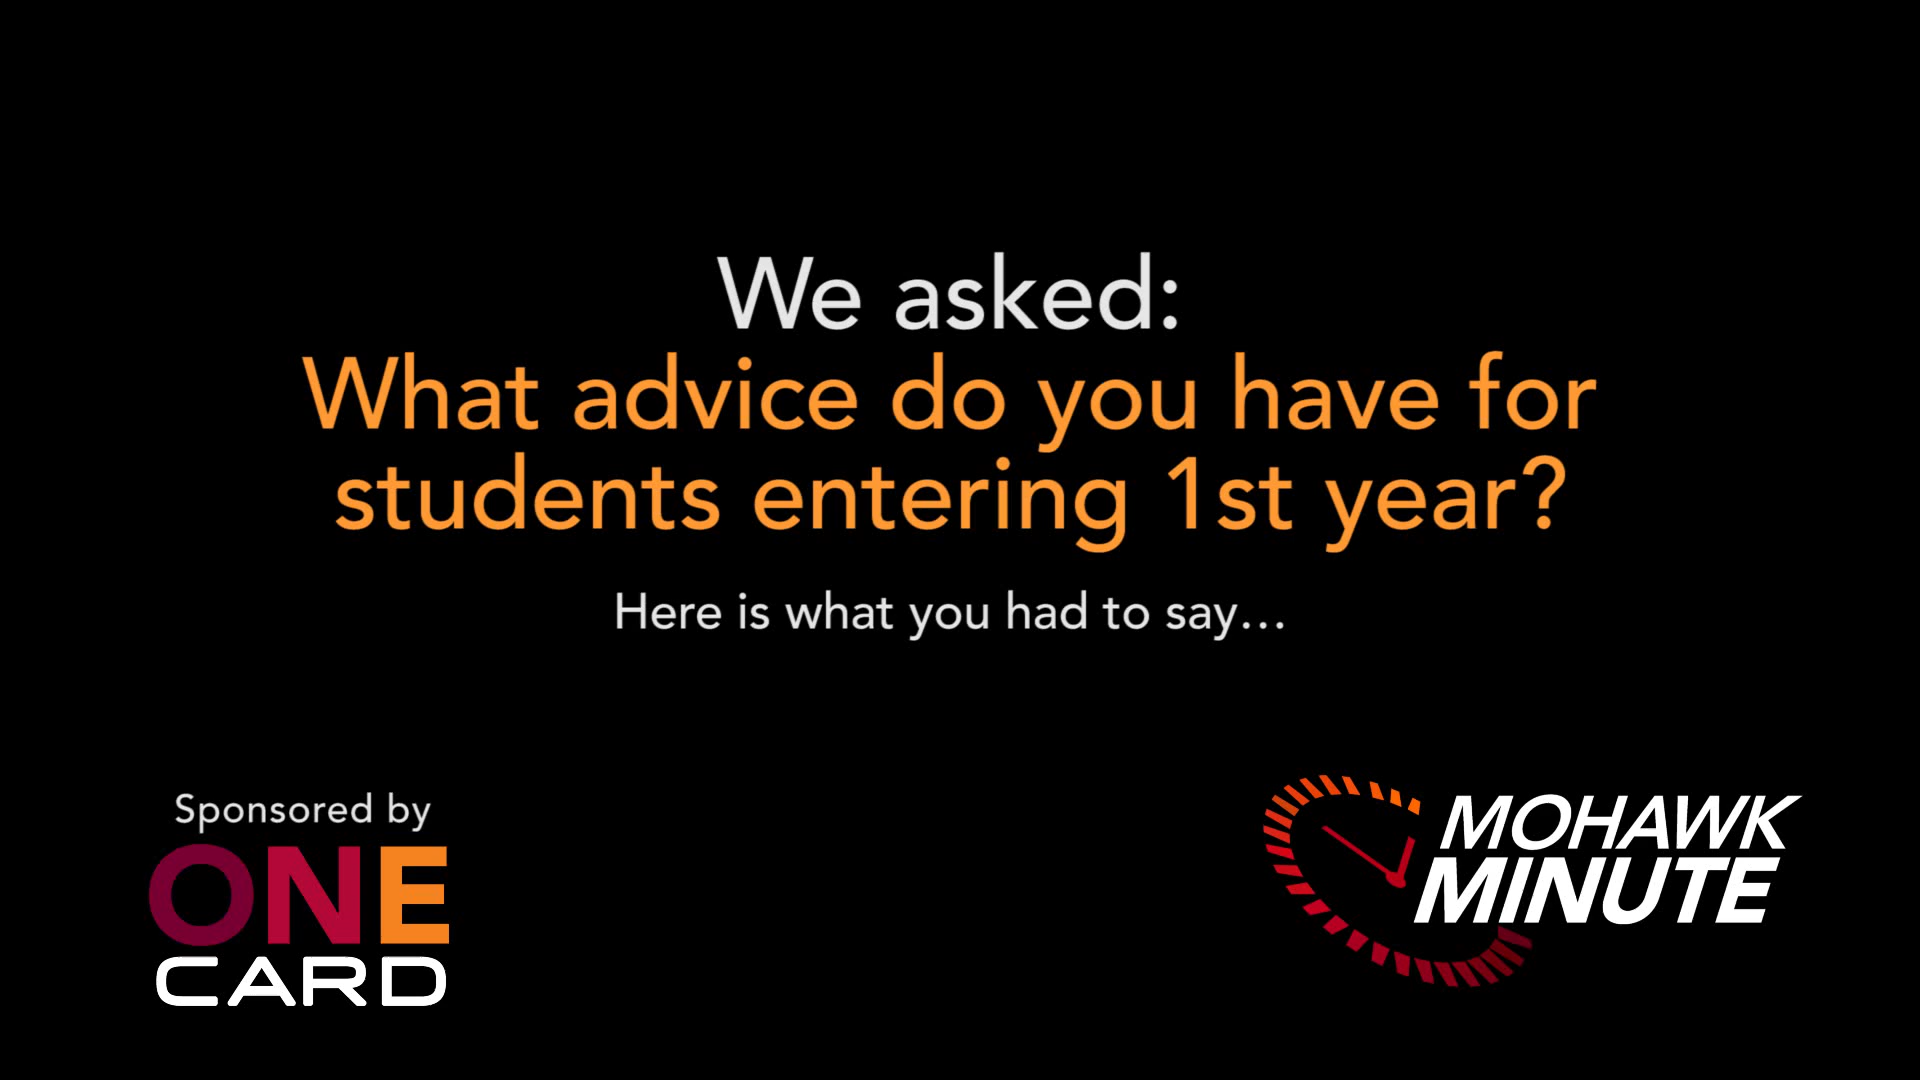 We asked:
What advice do you have for
students entering 1st year?
Here is what you had to say...
Sponsored by
ONE
CARD
MOHAWK
MINUTE